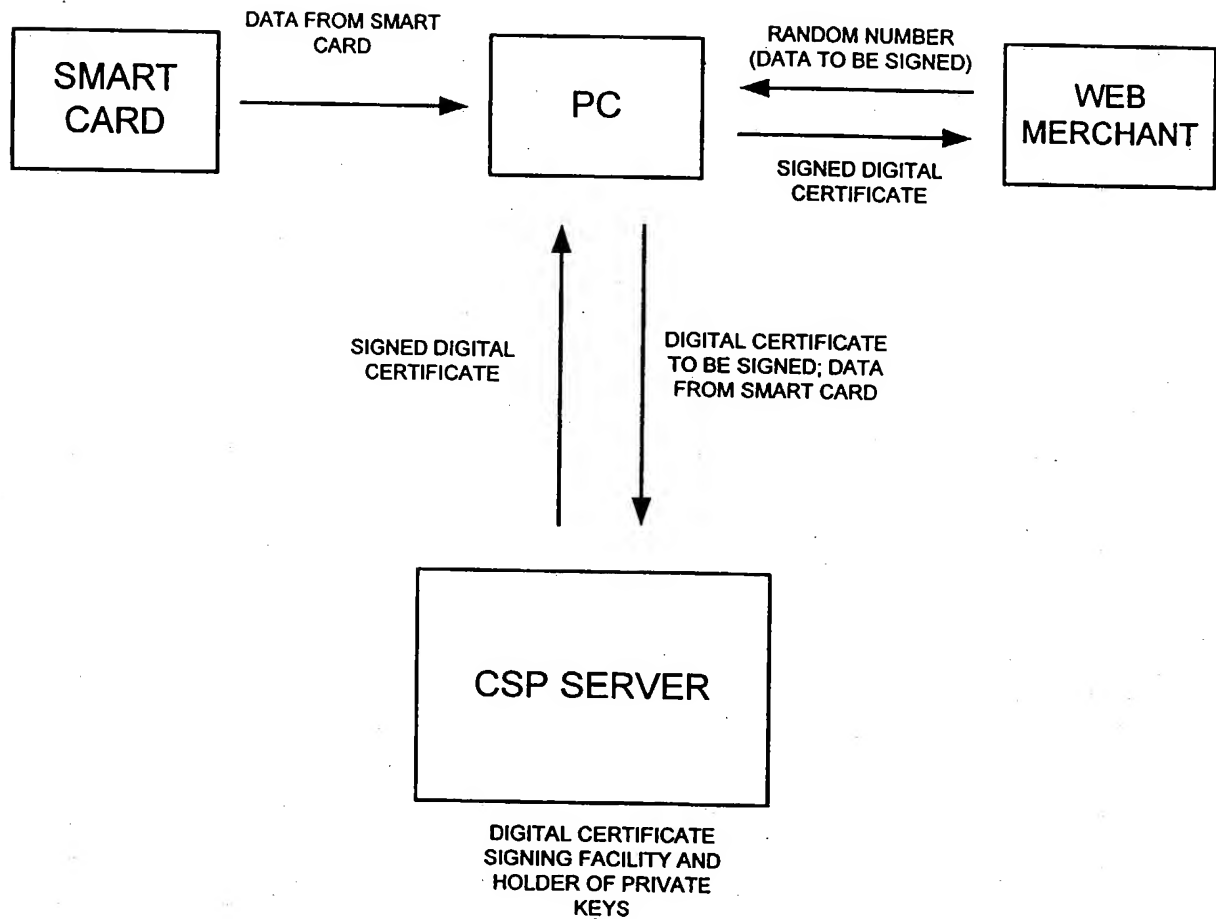 DATA FROM SMART
CARD
SMART
CARD
PC
RANDOM NUMBER
(DATA TO BE SIGNED)
WEB
MERCHANT
SIGNED DIGITAL
CERTIFICATE
SIGNED DIGITAL
CERTIFICATE
DIGITAL CERTIFICATE
TO BE SIGNED; DATA
FROM SMART CARD
CSP SERVER
DIGITAL CERTIFICATE
SIGNING FACILITY AND
HOLDER OF PRIVATE
KEYS